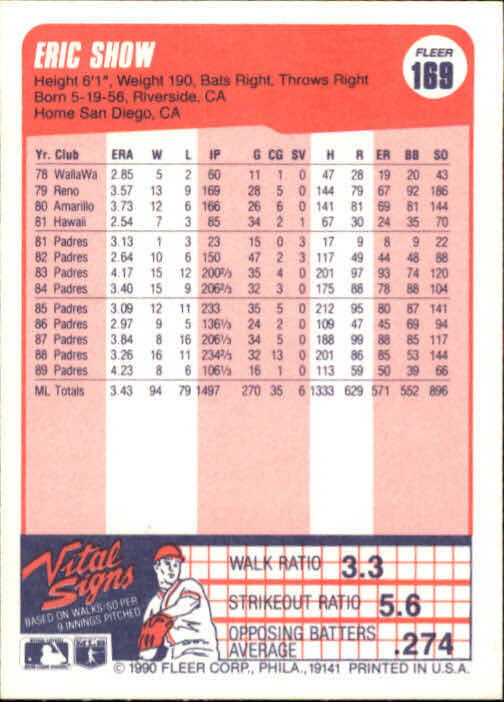 ERIC SHOW
FLEER
169
Height 6'1", Weight 190, Bats Right, Throws Right
Born 5-19-56, Riverside, CA
Home San Diego, CA
Yr. Club ERA W L IP G CG SV H R ER BB SO
78 WallaWa 2.85 5 2 60 11 1 0 47 28 19 20 43
79 Reno 3.57 13 9 169 28 5 0 144 79 67 92 186
80 Amarillo 3.73 12 6 166 26 6 0 141 81 69 81 144
81 Hawaii 2.54 7 3 85 34 2 1 67 30 24 35 70
81 Padres 3.13 1 3 23 15 0 3 17 9 8 9 22
82 Padres 2.64 10 6 150 47 2 3 117 49 44 48 88
83 Padres 4.17 15 12 200⅔ 35 4 0 201 97 93 74 120
84 Padres 3.40 15 9 206⅔ 32 3 0 175 88 78 88 104
85 Padres 3.09 12 11 233 35 5 0 212 95 80 87 141
86 Padres 2.97 9 5 136⅓ 24 2 0 109 47 45 69 94
87 Padres 3.84 8 16 206⅓ 34 5 0 188 99 88 85 117
88 Padres 3.26 16 11 234⅔ 32 13 0 201 86 85 53 144
89 Padres 4.23 8 6 106⅓ 16 1 0 113 59 50 39 66
ML Totals 3.43 94 79 1497 270 35 6 1333 629 571 552 896
Vital Signs
BASED ON WALKS/SO PER
9 INNINGS PITCHED
WALK RATIO 3.3
STRIKEOUT RATIO 5.6
OPPOSING BATTERS
AVERAGE .274
© 1990 FLEER CORP., PHILA., 19141 PRINTED IN U.S.A.